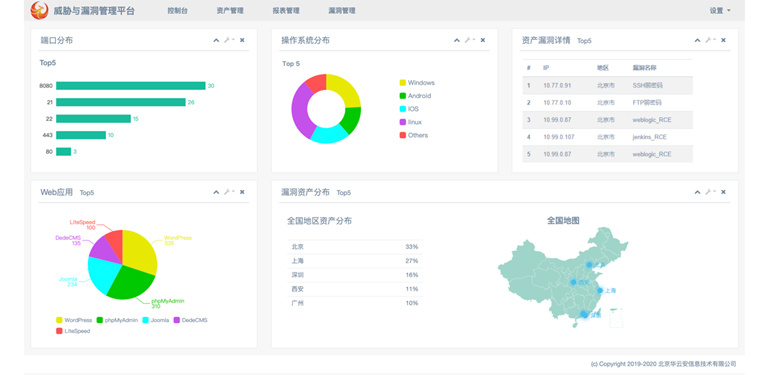 威胁与漏洞管理平台 控制台 资产管理 报表管理 漏洞管理 设置
端口分布
Top5
8080 30
21 26
22 15
443 10
80 3
操作系统分布
Top 5
Windows
Android
IOS
linux
Others
资产漏洞详情 Top5
# IP 地区 漏洞名称
1 10.77.0.91 北京市 SSH弱密码
2 10.77.0.10 北京市 FTP弱密码
3 10.99.0.87 北京市 weblogic_RCE
4 10.99.0.107 北京市 jenkins_RCE
5 10.99.0.87 北京市 weblogic_RCE
Web应用 Top5
LiteSpeed
100
DedeCMS
135
WordPress
Joomla
234
phpMyAdmin
310
WordPress phpMyAdmin Joomla DedeCMS
LiteSpeed
漏洞资产分布 Top5
全国地区资产分布
北京 33%
上海 27%
深圳 16%
西安 11%
广州 10%
全国地图
西安
上海
(c) Copyright 2019-2020 北京华云安信息技术有限公司